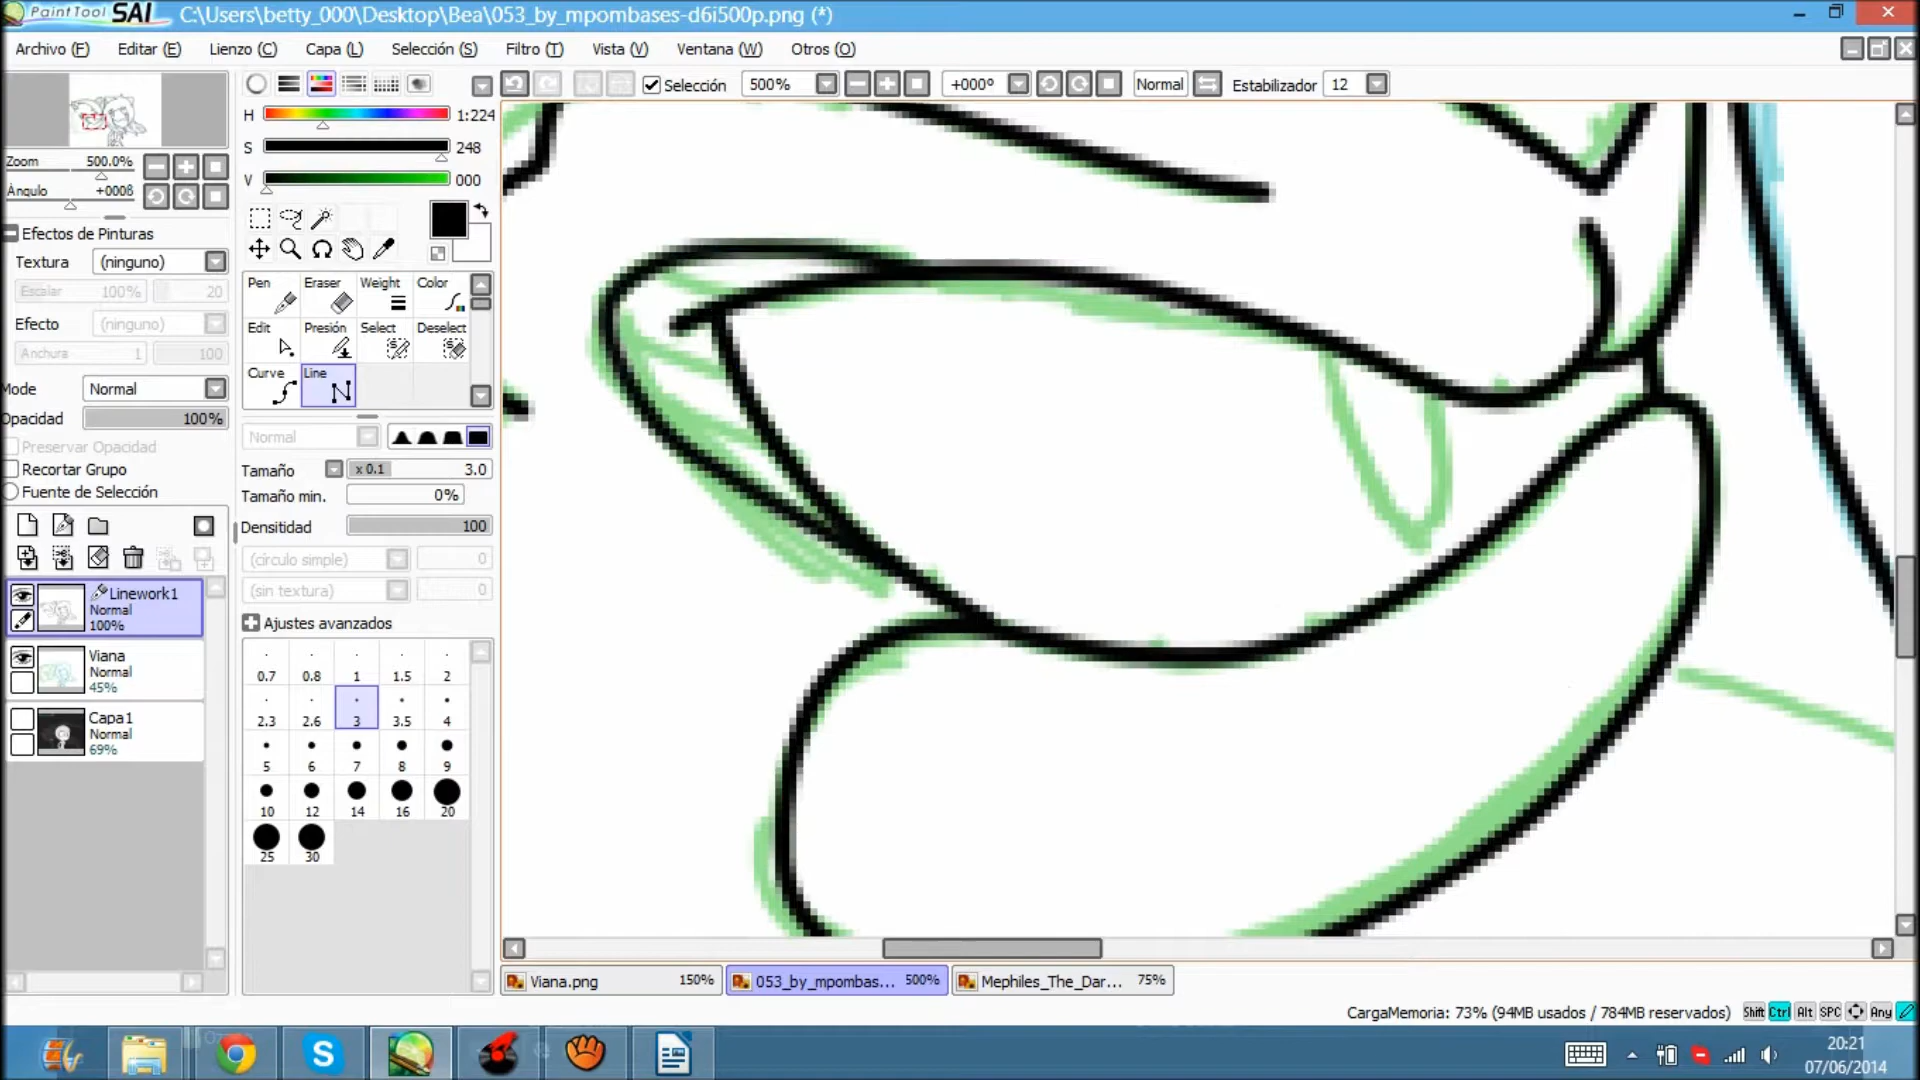 PaintTool SAI C:\Users\betty_000\Desktop\Bea\053_by_mpombases-d6i500p.png (*)
Archivo (F) Editar (E) Lienzo (C) Capa (L) Selección (S) Filtro (T) Vista (V) Ventana (W) Otros (O)
Selección 500% +000º Normal Estabilizador 12
H 1:224
S 248
V 000
Zoom 500.0%
Ángulo +000ß
Efectos de Pinturas
Textura (ninguno)
Escalar 100% 20
Efecto (ninguno)
Anchura 1 100
Mode Normal
Opacidad 100%
Preservar Opacidad
Recortar Grupo
Fuente de Selección
Linework1
Normal
100%
Viana
Normal
45%
Capa1
Normal
69%
Pen Eraser Weight Color
Edit Presión Select Deselect
Curve Line
Normal
Tamaño x 0.1 3.0
Tamaño min. 0%
Densitidad 100
(círculo simple) 0
(sin textura) 0
Ajustes avanzados
0.7 0.8 1 1.5 2
2.3 2.6 3 3.5 4
5 6 7 8 9
10 12 14 16 20
25 30
Viana.png 150% 053_by_mpombas... 500% Mephiles_The_Dar... 75%
CargaMemoria: 73% (94MB usados / 784MB reservados) Shift Ctrl Alt SPC Any
20:21
07/06/2014